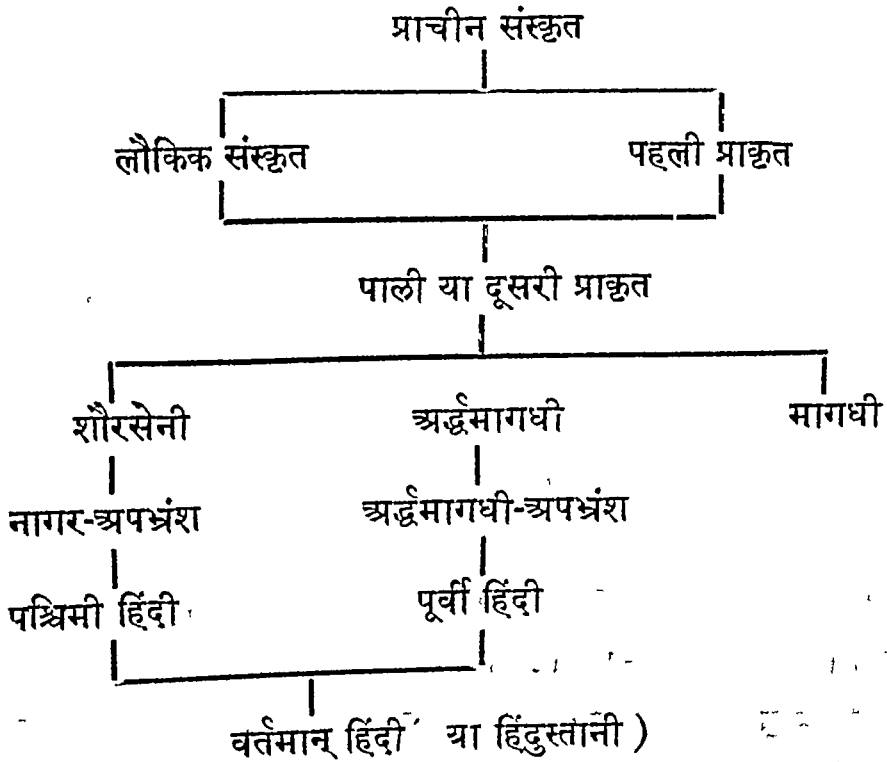 प्राचीन संस्कृत
लौकिक संस्कृत पहली प्राकृत
पाली या दूसरी प्राकृत
शौरसेनी अर्द्धमागधी मागधी
नागर-अपभ्रंश अर्द्धमागधी-अपभ्रंश
पश्चिमी हिंदी पूर्वी हिंदी
वर्तमान् हिंदी या हिंदुस्तानी )